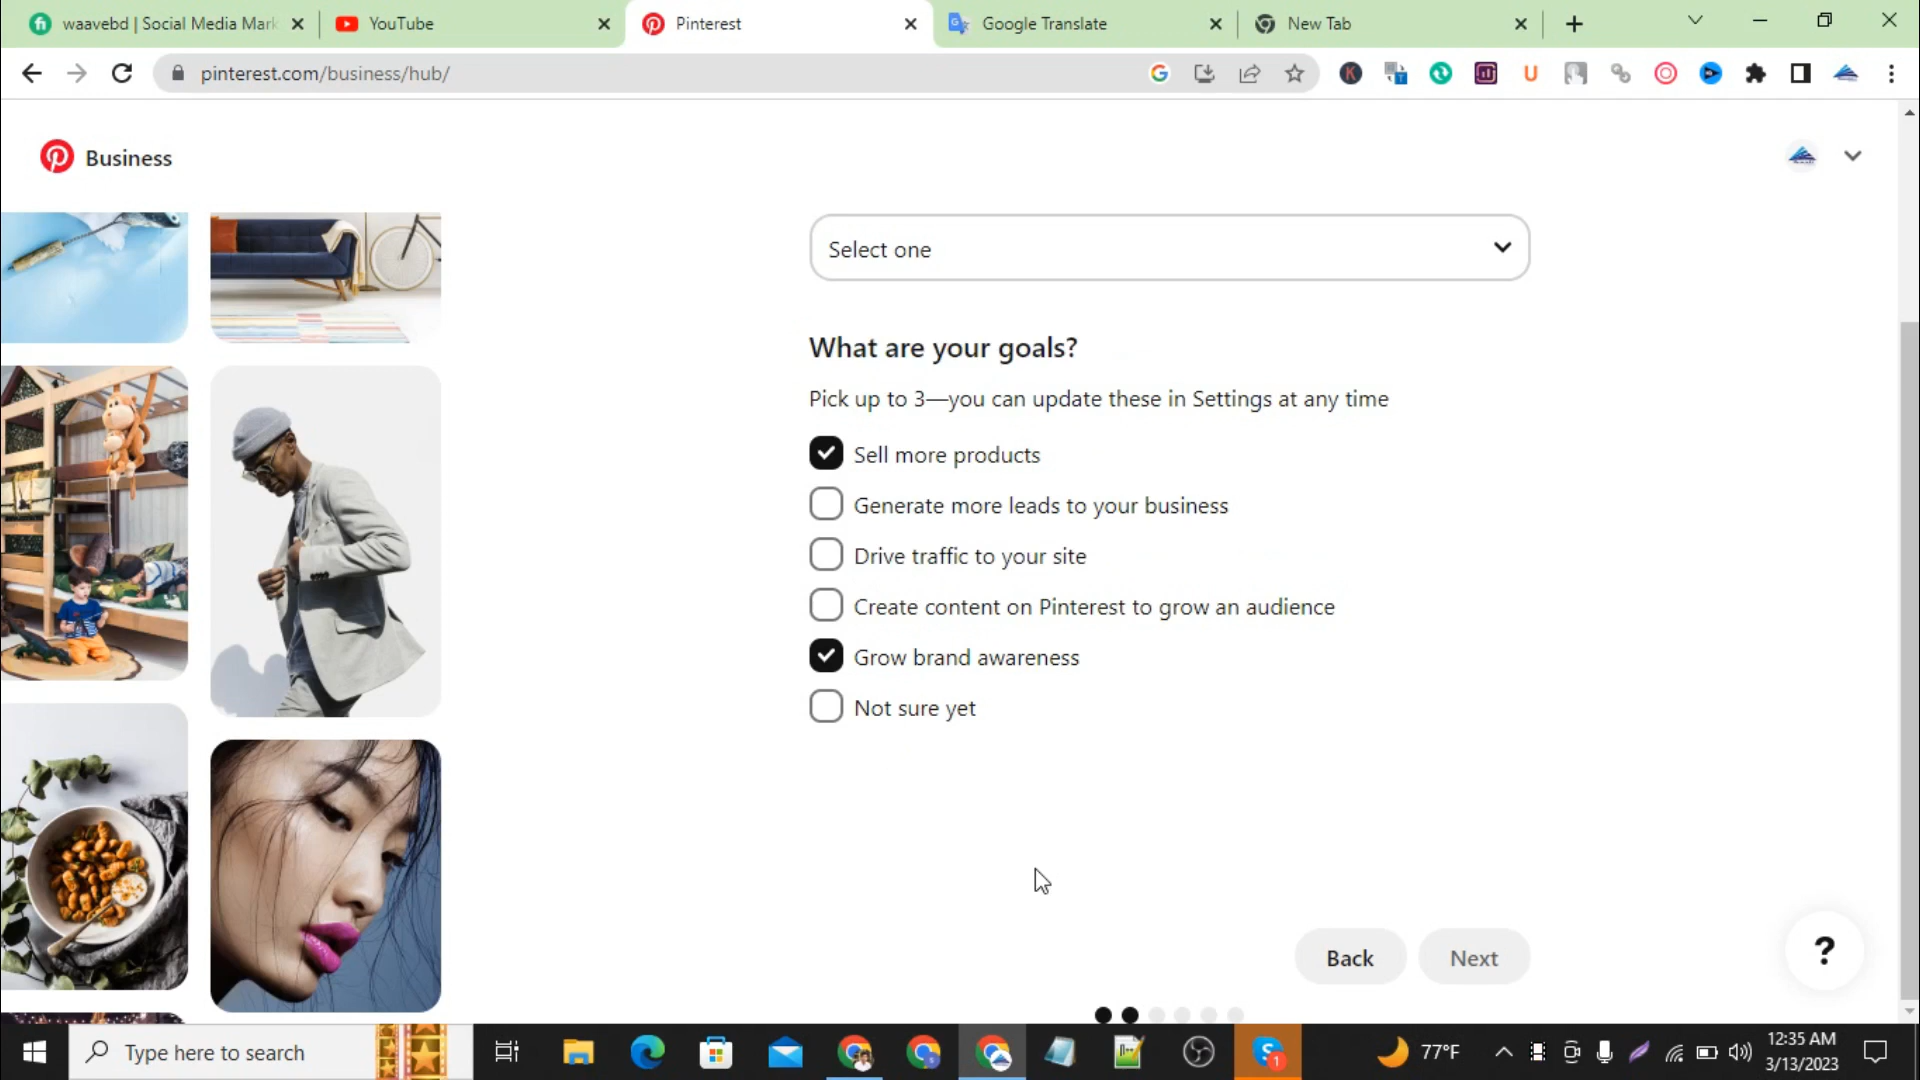 waavebd | Social Media Mark
YouTube
Pinterest
Google Translate
New Tab
pinterest.com/business/hub/
Business
Select one
What are your goals?
Pick up to 3—you can update these in Settings at any time
Sell more products
Generate more leads to your business
Drive traffic to your site
Create content on Pinterest to grow an audience
Grow brand awareness
Not sure yet
Back
Next
?
Type here to search
77°F
12:35 AM
3/13/2023